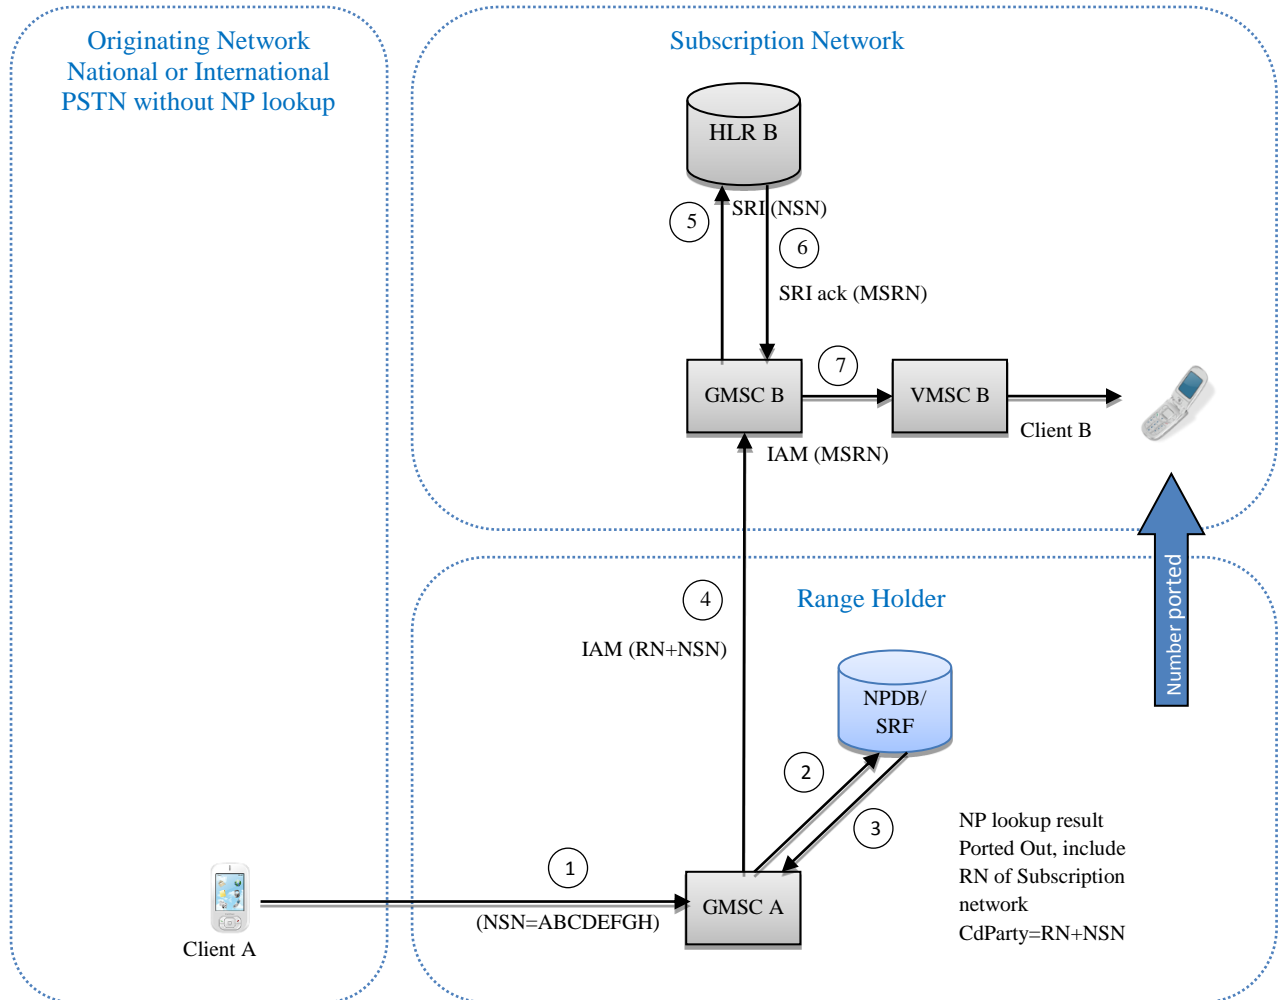 Originating Network
National or International
PSTN without NP lookup
Subscription Network
HLR B
SRI (NSN)
5
6
SRI ack (MSRN)
7
GMSC B
VMSC B
Client B
IAM (MSRN)
Number ported
Range Holder
4
IAM (RN+NSN)
NPDB/
SRF
2
3
NP lookup result
Ported Out, include
RN of Subscription
network
CdParty=RN+NSN
1
(NSN=ABCDEFGH)
GMSC A
Client A